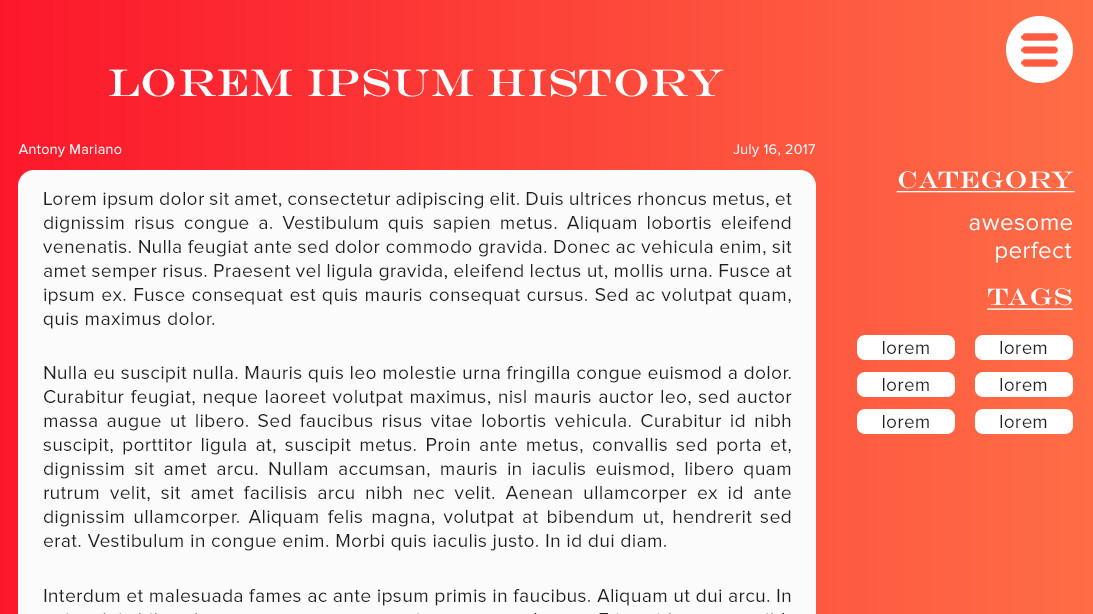 LOREM IPSUM HISTORY
Antony Mariano
July 16, 2017
Lorem ipsum dolor sit amet, consectetur adipiscing elit. Duis ultrices rhoncus metus, et
dignissim risus congue a. Vestibulum quis sapien metus. Aliquam lobortis eleifend
venenatis. Nulla feugiat ante sed dolor commodo gravida. Donec ac vehicula enim, sit
amet semper risus. Praesent vel ligula gravida, eleifend lectus ut, mollis urna. Fusce at
ipsum ex. Fusce consequat est quis mauris consequat cursus. Sed ac volutpat quam,
quis maximus dolor.
Nulla eu suscipit nulla. Mauris quis leo molestie urna fringilla congue euismod a dolor.
Curabitur feugiat, neque laoreet volutpat maximus, nisl mauris auctor leo, sed auctor
massa augue ut libero. Sed faucibus risus vitae lobortis vehicula. Curabitur id nibh
suscipit, porttitor ligula at, suscipit metus. Proin ante metus, convallis sed porta et,
dignissim sit amet arcu. Nullam accumsan, mauris in iaculis euismod, libero quam
rutrum velit, sit amet facilisis arcu nibh nec velit. Aenean ullamcorper ex id ante
dignissim ullamcorper. Aliquam felis magna, volutpat at bibendum ut, hendrerit sed
erat. Vestibulum in congue enim. Morbi quis iaculis justo. In id dui diam.
Interdum et malesuada fames ac ante ipsum primis in faucibus. Aliquam ut dui arcu. In
CATEGORY
awesome
perfect
TAGS
lorem lorem
lorem lorem
lorem lorem